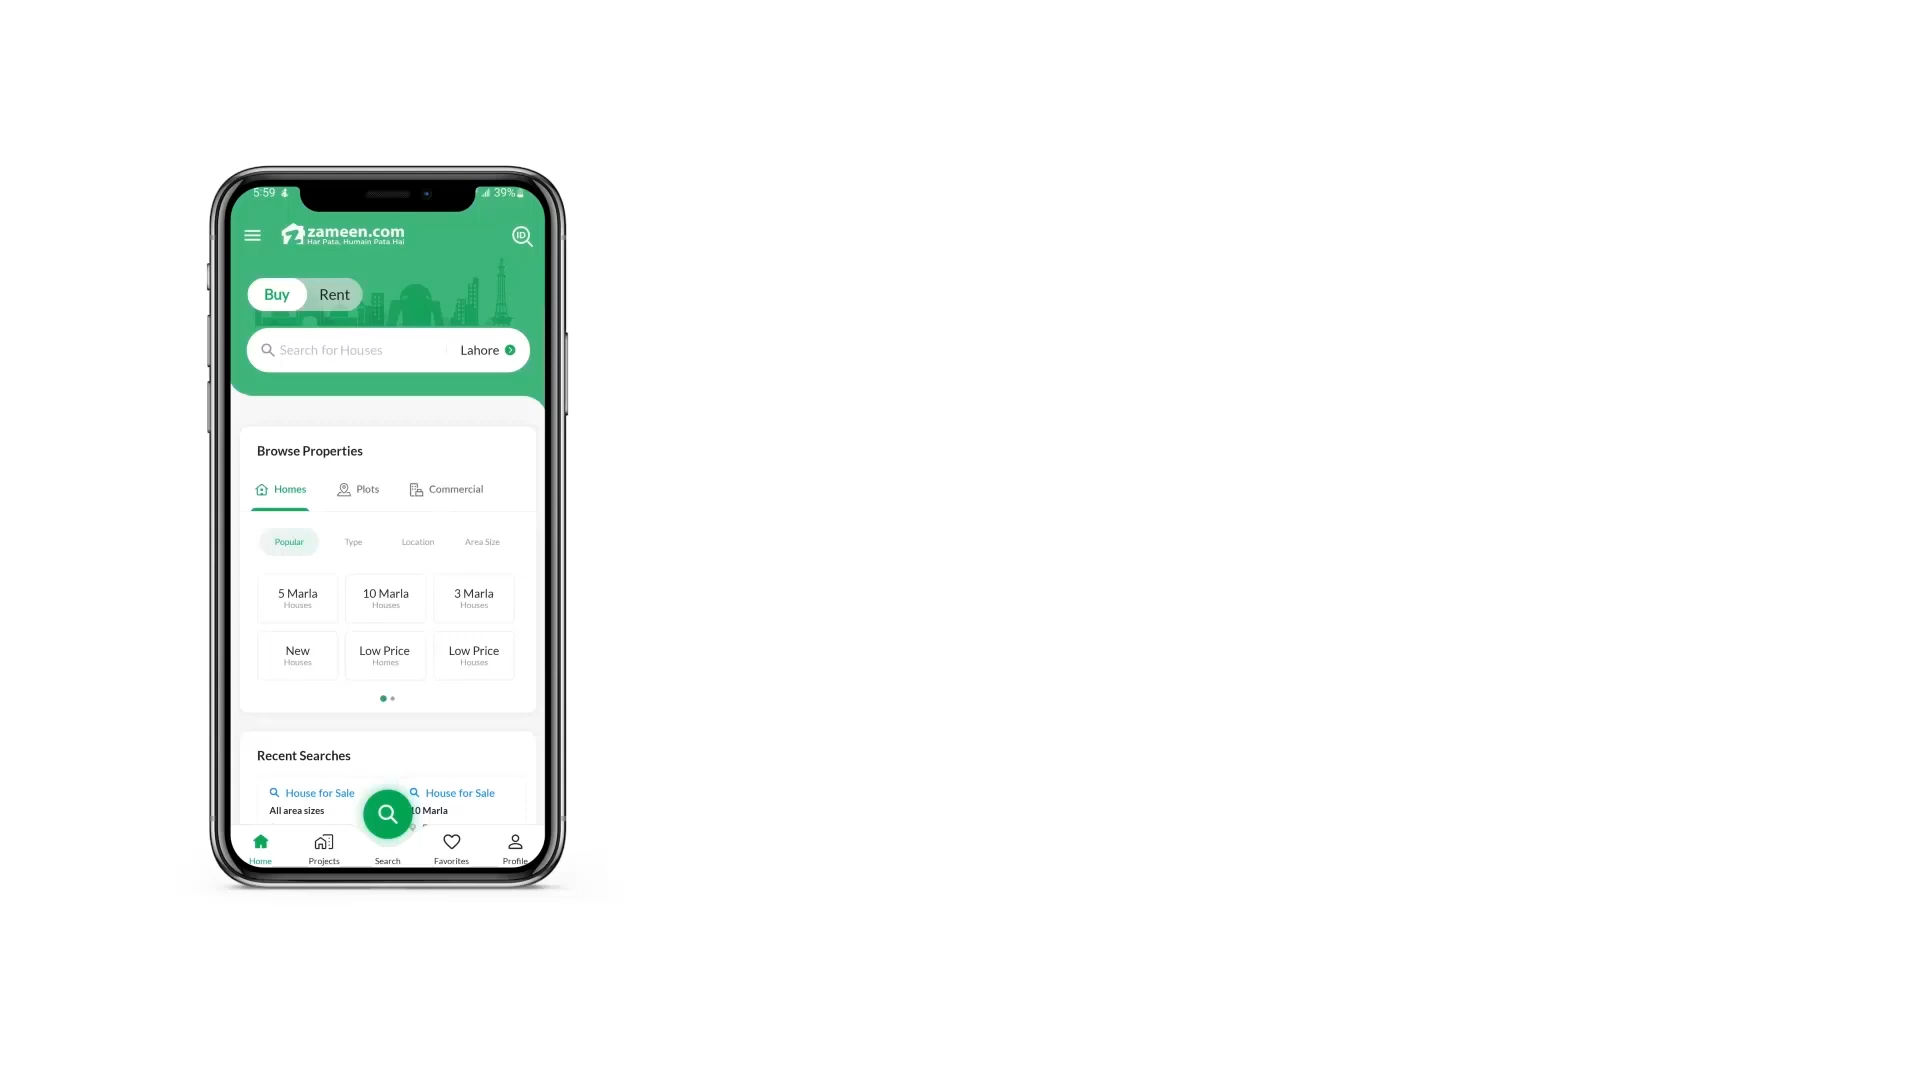 5:59
39%
zameen.com
Har Pata, Humain Pata Hai
ID
Buy Rent
Search for Houses Lahore
Browse Properties
Homes Plots Commercial
Popular Type Location Area Size
5 Marla 10 Marla 3 Marla
Houses Houses Houses
New Low Price Low Price
Houses Homes Houses
Recent Searches
House for Sale House for Sale
All area sizes 10 Marla
Home Projects Search Favorites Profile